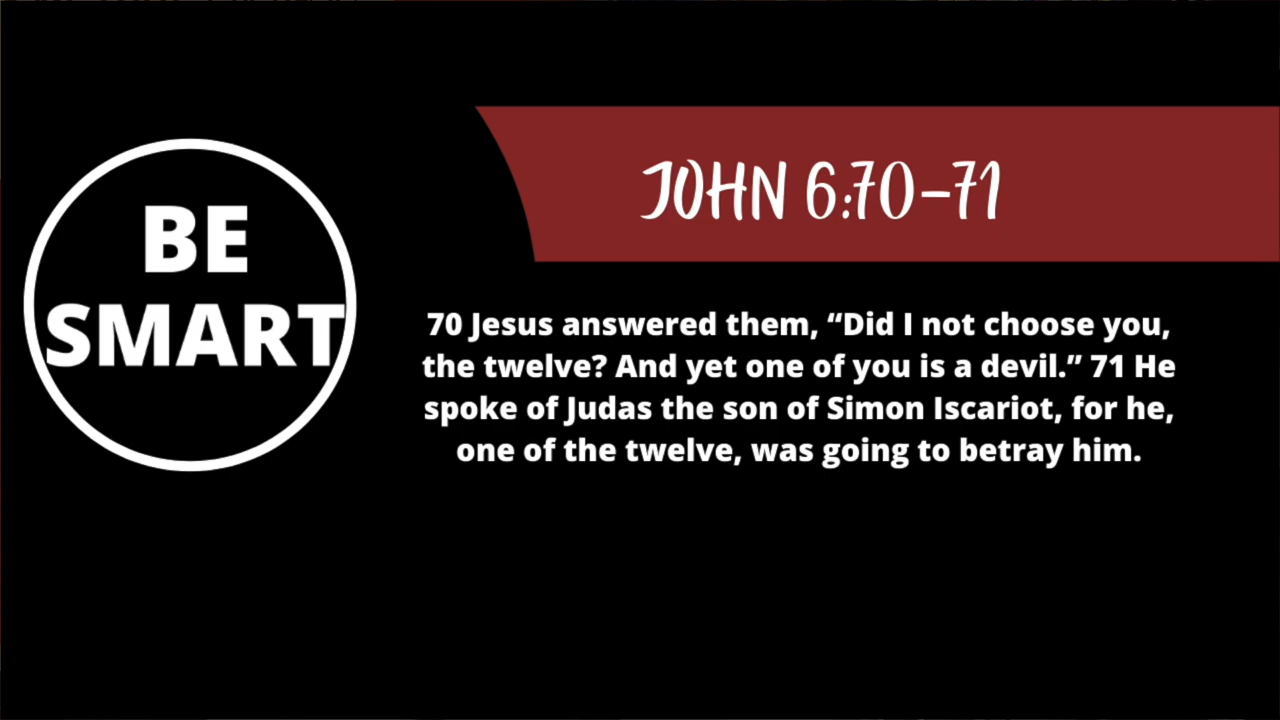 BE
SMART
JOHN 6:70-71
70 Jesus answered them, “Did I not choose you,
the twelve? And yet one of you is a devil.” 71 He
spoke of Judas the son of Simon Iscariot, for he,
one of the twelve, was going to betray him.